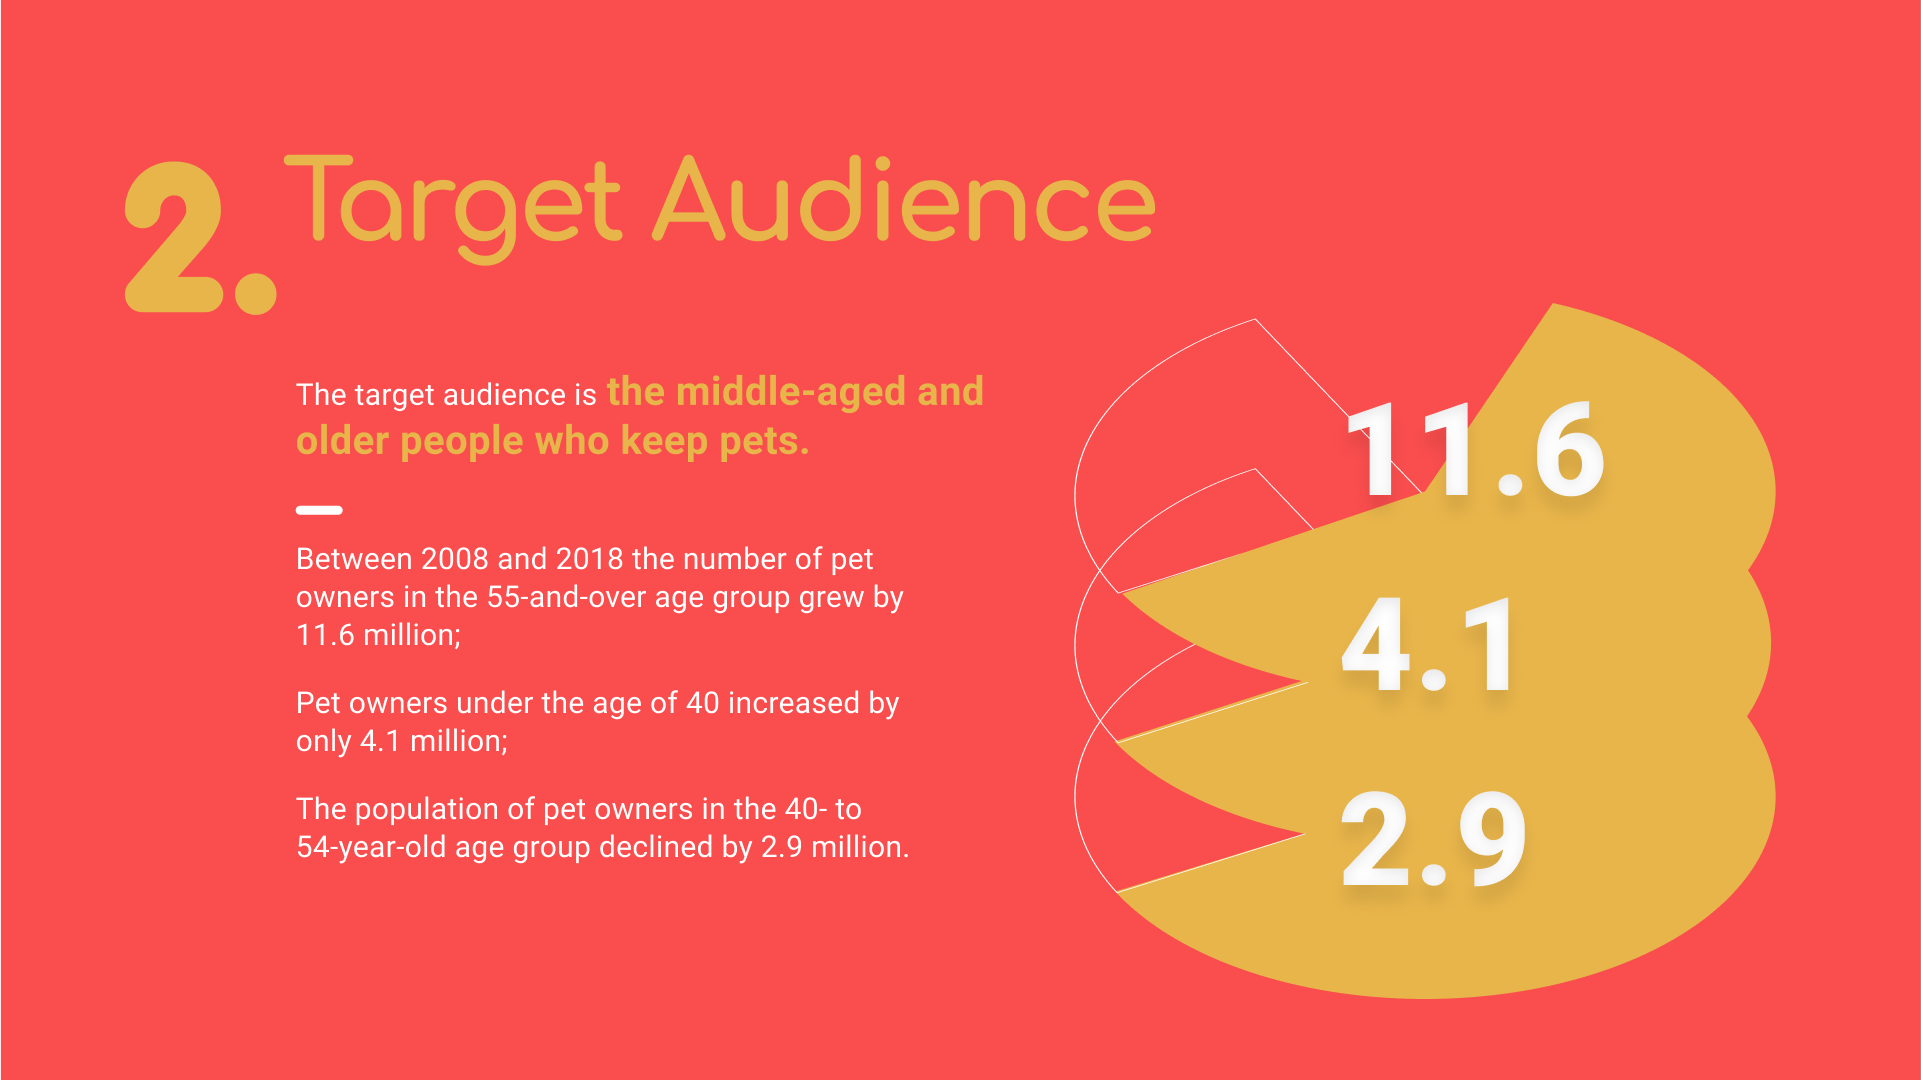 2. Target Audience
The target audience is the middle-aged and
older people who keep pets.
Between 2008 and 2018 the number of pet
owners in the 55-and-over age group grew by
11.6 million;
Pet owners under the age of 40 increased by
only 4.1 million;
The population of pet owners in the 40- to
54-year-old age group declined by 2.9 million.
11.6
4.1
2.9